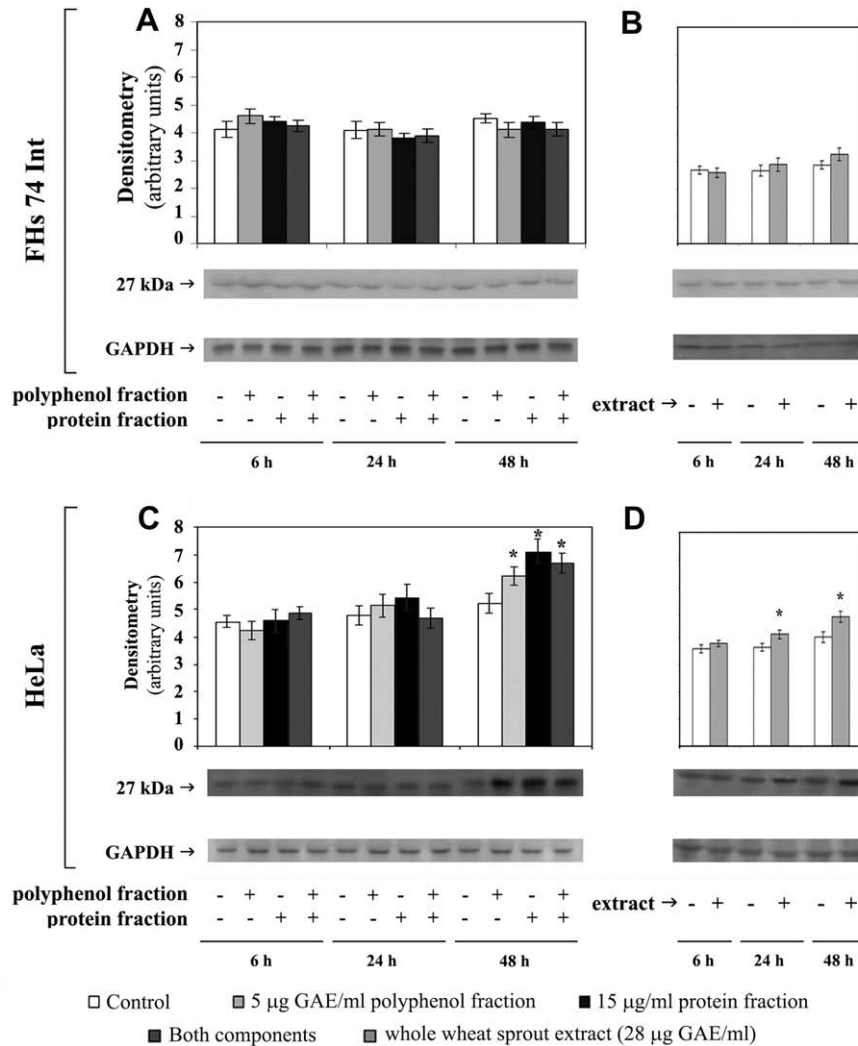 A
B
FHs 74 Int
Densitometry
(arbitrary units)
8
7
6
5
4
3
2
1
0
27 kDa →
GAPDH →
polyphenol fraction - + - + - + - + - + - +
protein fraction - - + + - - + + - - + +
6 h 24 h 48 h
extract → - + - + - +
6 h 24 h 48 h
C
D
HeLa
Densitometry
(arbitrary units)
8
7
6
5
4
3
2
1
0
* * *
* *
27 kDa →
GAPDH →
polyphenol fraction - + - + - + - + - + - +
protein fraction - - + + - - + + - - + +
6 h 24 h 48 h
extract → - + - + - +
6 h 24 h 48 h
Control 5 µg GAE/ml polyphenol fraction 15 µg/ml protein fraction
Both components whole wheat sprout extract (28 µg GAE/ml)